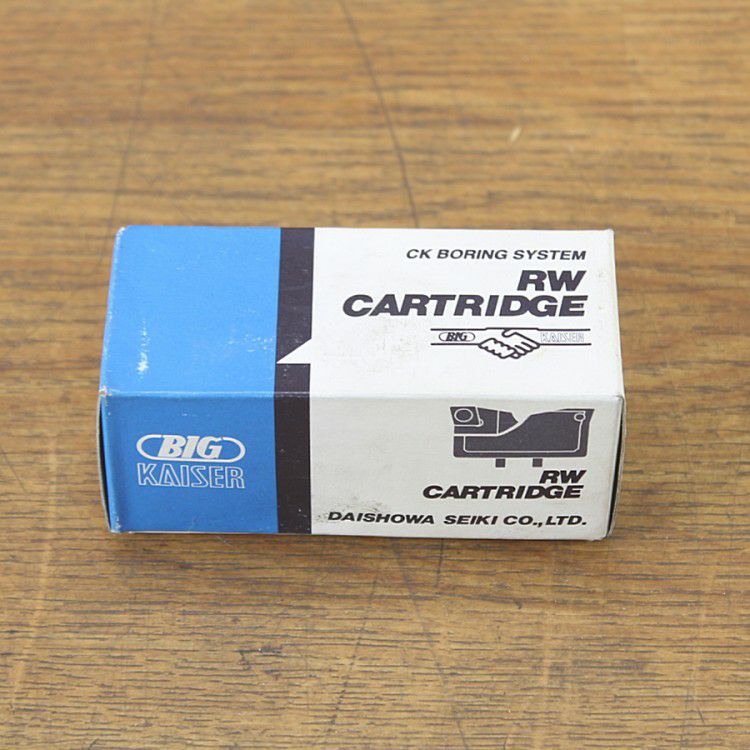 CK BORING SYSTEM
RW
CARTRIDGE
BIG KAISER
BIG
KAISER
RW
CARTRIDGE
DAISHOWA SEIKI CO.,LTD.